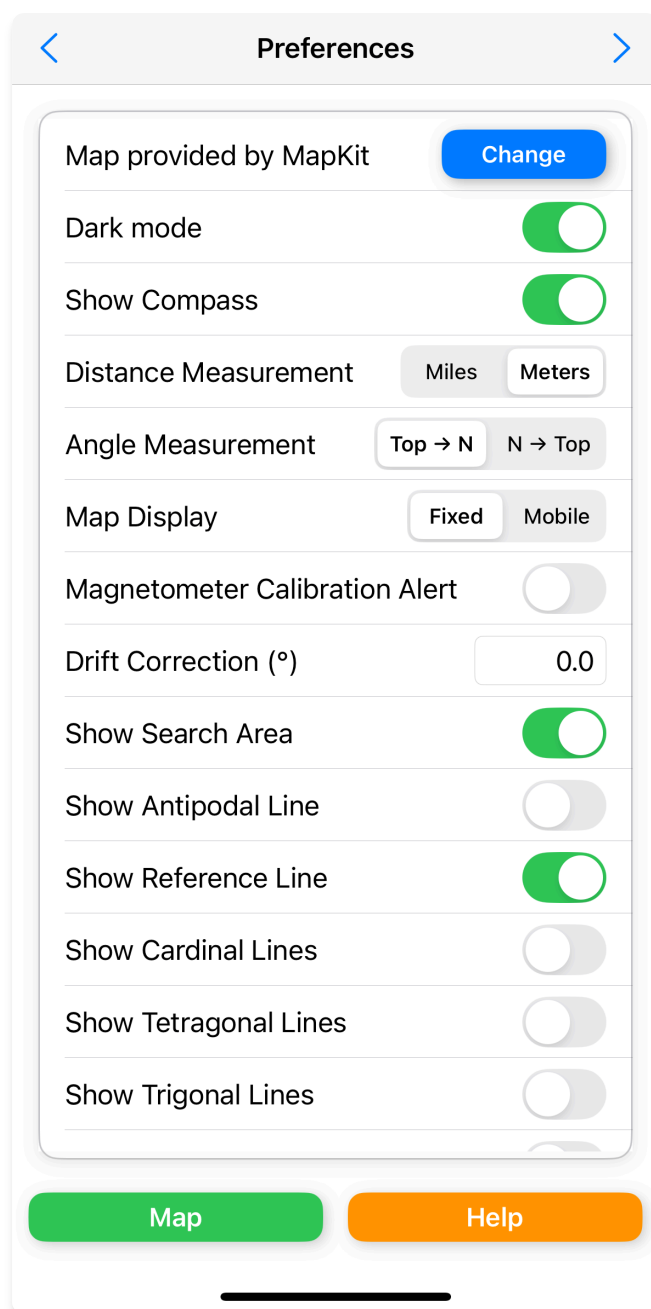 Preferences
Map provided by MapKit Change
Dark mode
Show Compass
Distance Measurement Miles Meters
Angle Measurement Top → N N → Top
Map Display Fixed Mobile
Magnetometer Calibration Alert
Drift Correction (°) 0.0
Show Search Area
Show Antipodal Line
Show Reference Line
Show Cardinal Lines
Show Tetragonal Lines
Show Trigonal Lines
Map Help